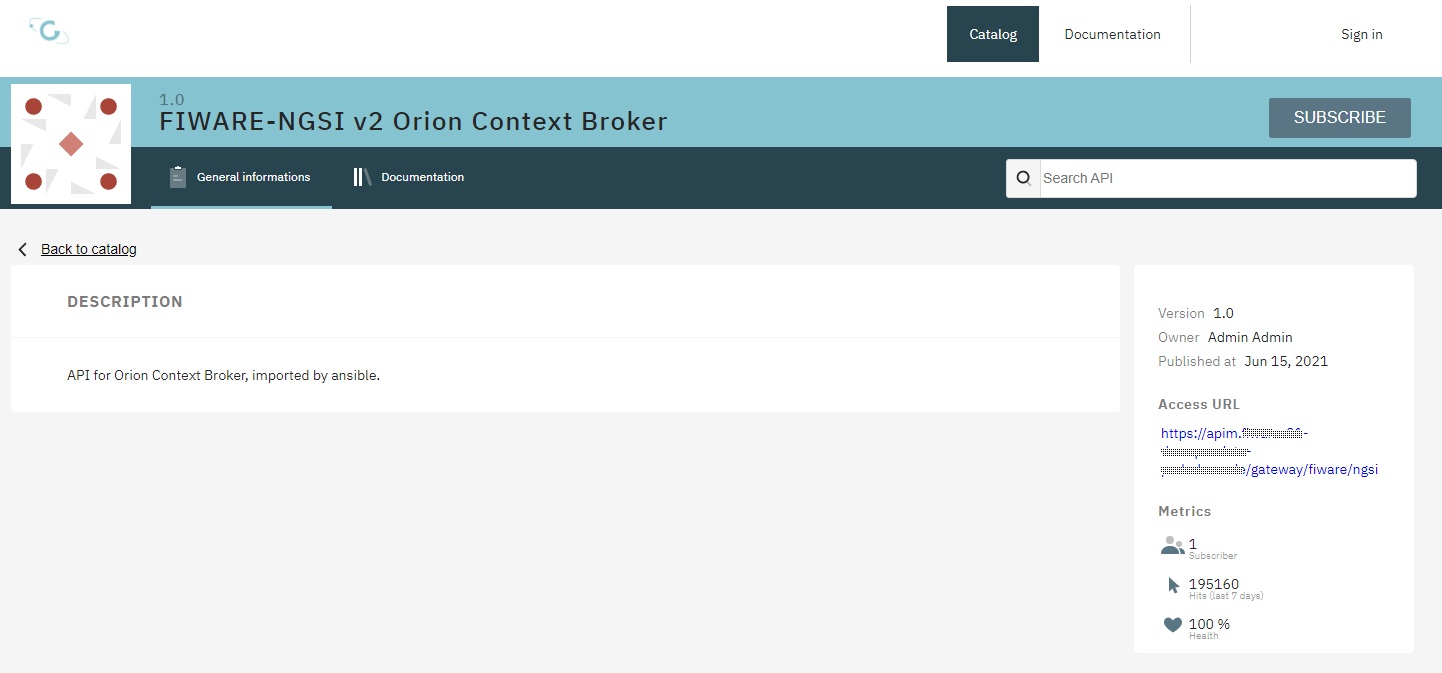 Catalog
Documentation
Sign in
1.0
FIWARE-NGSI v2 Orion Context Broker
SUBSCRIBE
General informations
Documentation
Search API
Back to catalog
DESCRIPTION
API for Orion Context Broker, imported by ansible.
Version 1.0
Owner Admin Admin
Published at Jun 15, 2021
Access URL
https://apim.
/gateway/fiware/ngsi
Metrics
1
Subscriber
195160
Hits (last 7 days)
100 %
Health